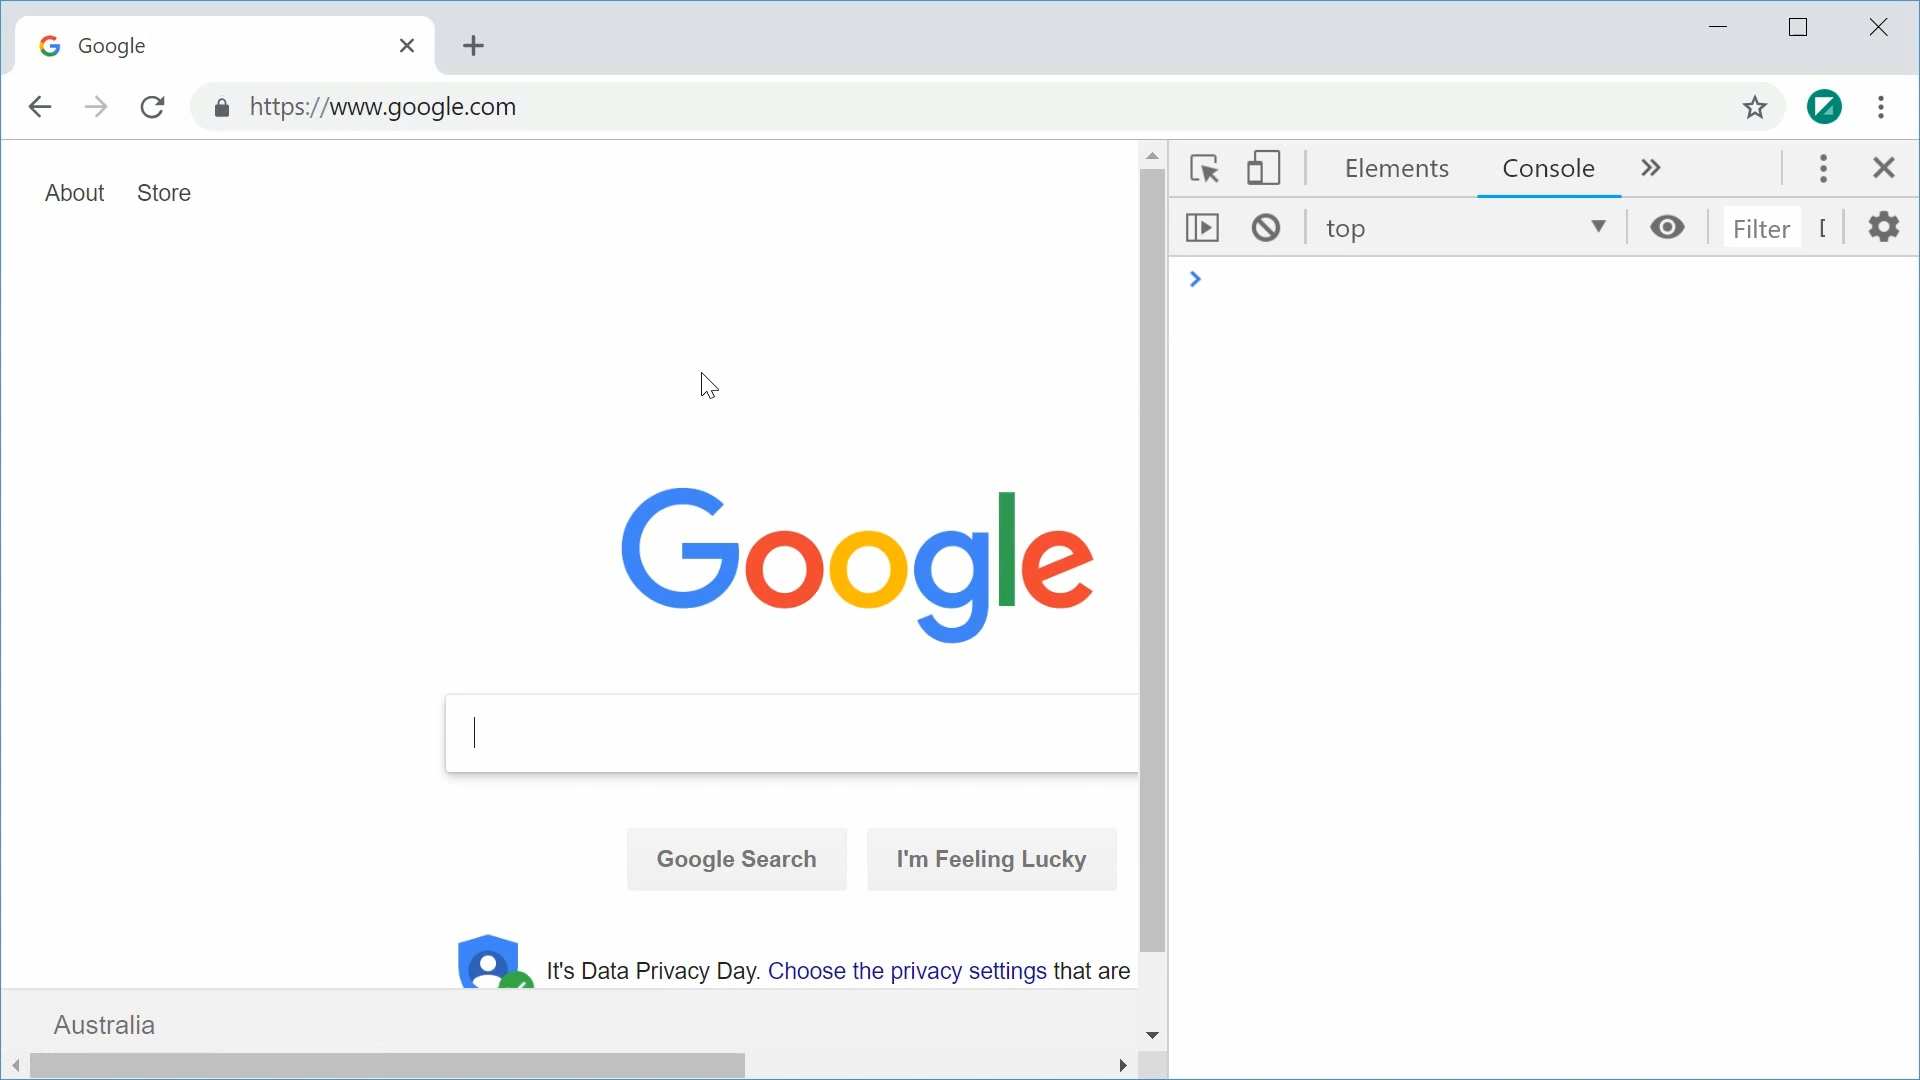 Google
https://www.google.com
About Store
Elements Console
top Filter [
Google
Google Search I'm Feeling Lucky
It's Data Privacy Day. Choose the privacy settings that are
Australia